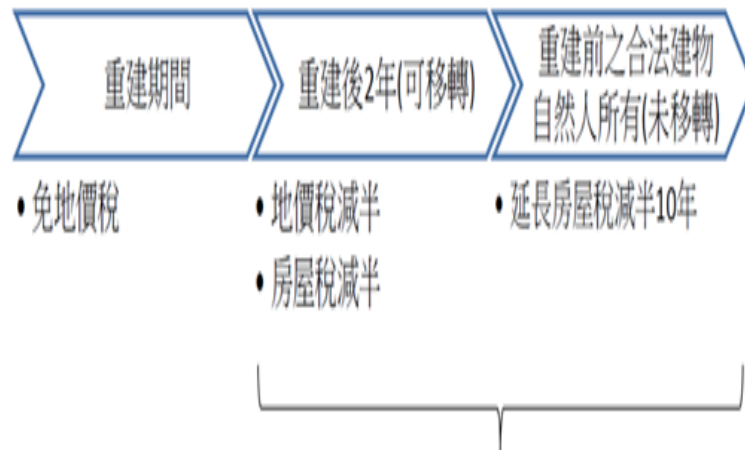 重建期間
重建後2年(可移轉)
重建前之合法建物
自然人所有(未移轉)
• 免地價稅
• 地價稅減半
• 房屋稅減半
• 延長房屋稅減半10年